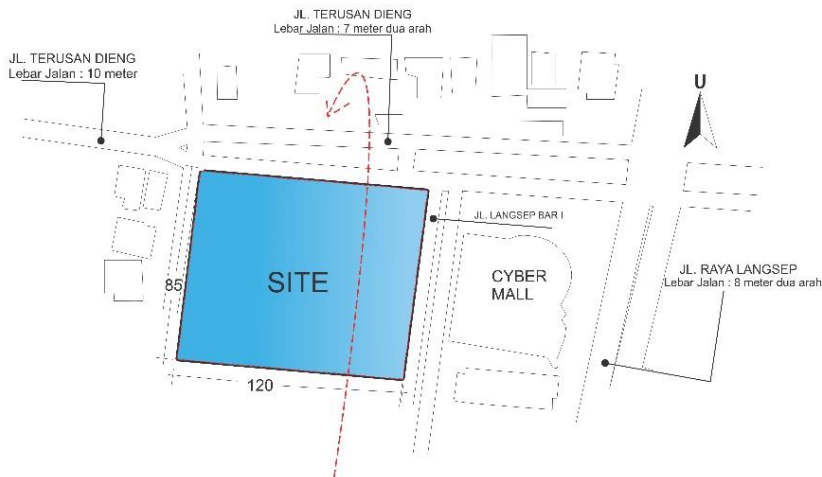 JL. TERUSAN DIENG
Lebar Jalan : 7 meter dua arah
JL. TERUSAN DIENG
Lebar Jalan : 10 meter
U
JL. LANGSEP BAR I
SITE
CYBER
MALL
JL. RAYA LANGSEP
Lebar Jalan : 8 meter dua arah
85
120